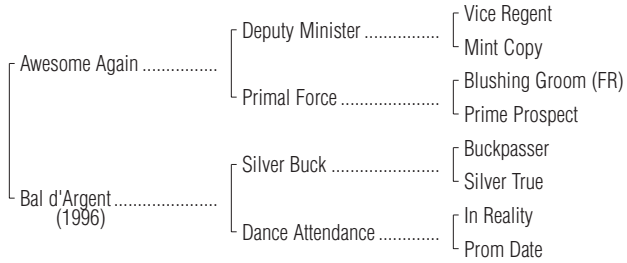 Vice Regent
Deputy Minister ................
Mint Copy
Awesome Again ................
Blushing Groom (FR)
Primal Force .....................
Prime Prospect
Buckpasser
Silver Buck .......................
Silver True
Bal d'Argent ......................
(1996)
In Reality
Dance Attendance .............
Prom Date